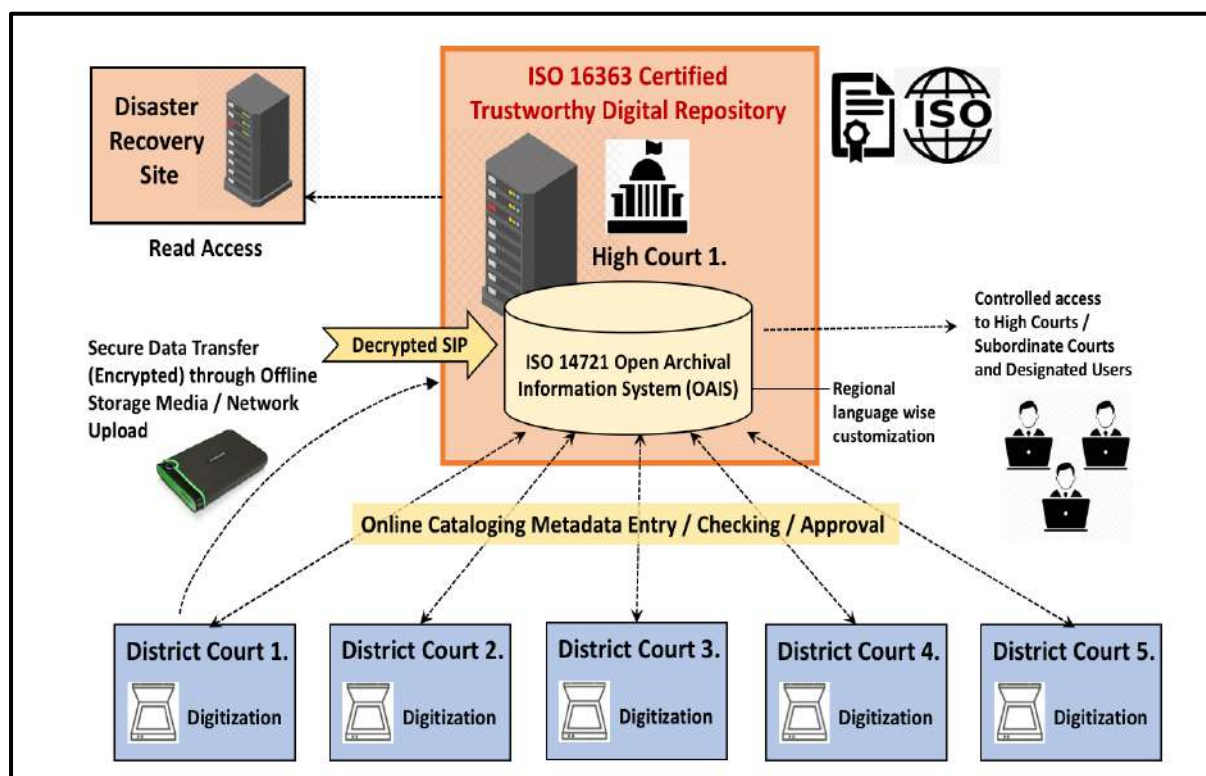 Disaster
Recovery
Site
Read Access
ISO 16363 Certified
Trustworthy Digital Repository
High Court 1.
ISO
Secure Data Transfer
(Encrypted) through Offline
Storage Media / Network
Upload
Decrypted SIP
ISO 14721 Open Archival
Information System (OAIS)
Controlled access
to High Courts /
Subordinate Courts
and Designated Users
Regional
language wise
customization
Online Cataloging Metadata Entry / Checking / Approval
District Court 1.
Digitization
District Court 2.
Digitization
District Court 3.
Digitization
District Court 4.
Digitization
District Court 5.
Digitization